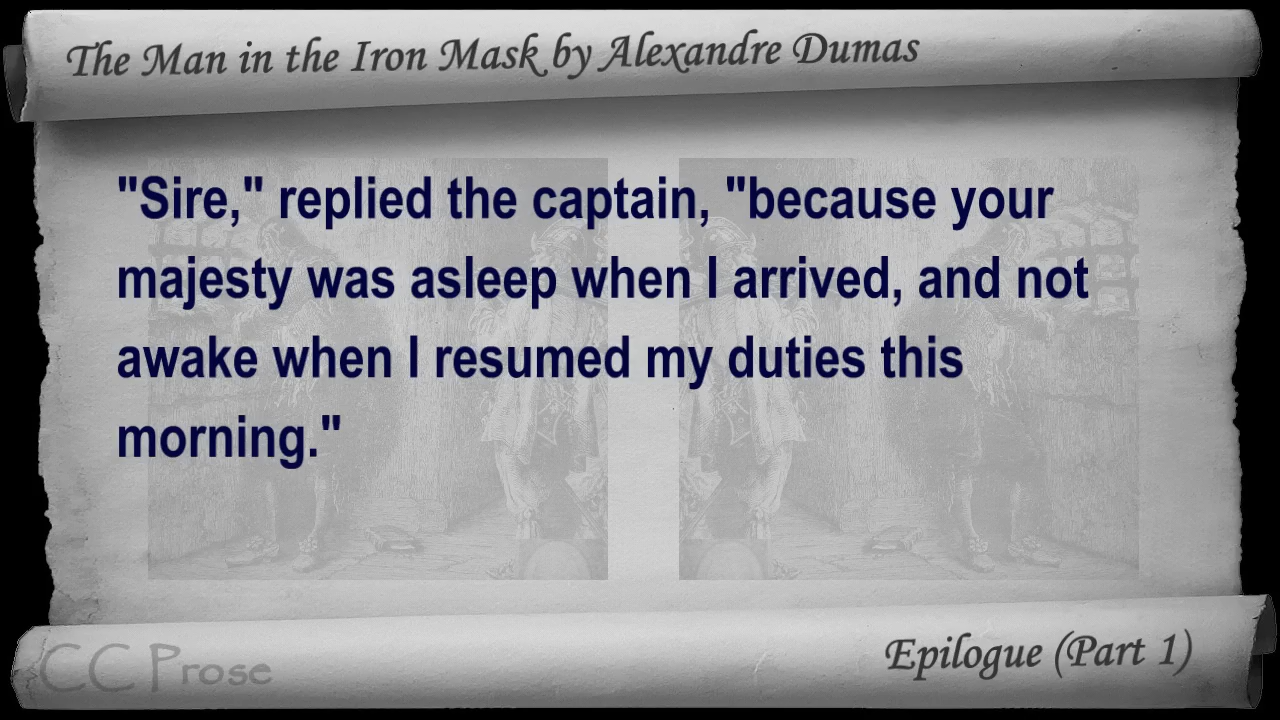 The Man in the Iron Mask by Alexandre Dumas
"Sire," replied the captain, "because your
majesty was asleep when I arrived, and not
awake when I resumed my duties this
morning."
CC Prose
Epilogue (Part 1)